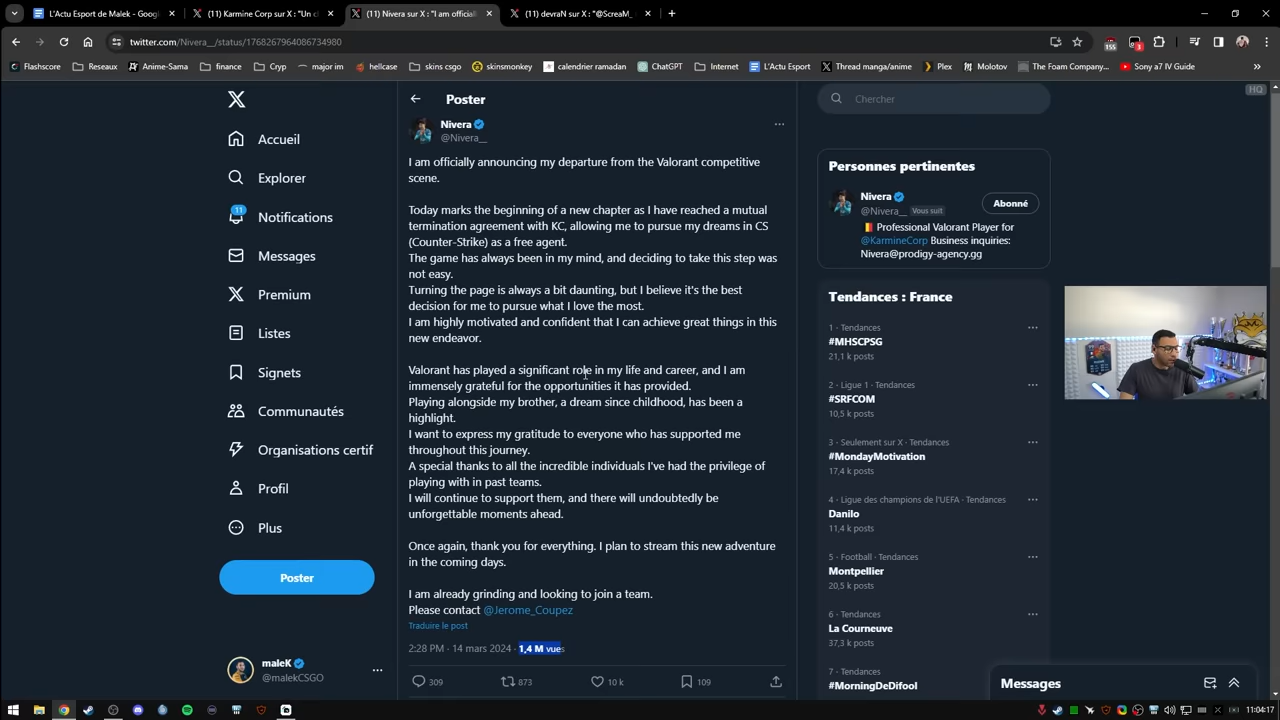 L'Actu Esport de Malek - Goog
(11) Karmine Corp sur X : "Un c
(11) Nivera sur X : "I am officiall
(11) devraN sur X : "@ScreaM_
twitter.com/Nivera__/status/1768267964086734980
155
3
Flashscore
Reseaux
Anime-Sama
finance
Cryp
major im
hellcase
skins csgo
skinsmonkey
calendrier ramadan
ChatGPT
Internet
L'Actu Esport
Thread manga/anime
Plex
Molotov
The Foam Company...
Sony a7 IV Guide
»
Accueil
Explorer
11
Notifications
Messages
Premium
Listes
Signets
Communautés
Organisations certif
Profil
Plus
Poster
maleK
@malekCSGO
Poster
Nivera
@Nivera__
I am officially announcing my departure from the Valorant competitive
scene.
Today marks the beginning of a new chapter as I have reached a mutual
termination agreement with KC, allowing me to pursue my dreams in CS
(Counter-Strike) as a free agent.
The game has always been in my mind, and deciding to take this step was
not easy.
Turning the page is always a bit daunting, but I believe it's the best
decision for me to pursue what I love the most.
I am highly motivated and confident that I can achieve great things in this
new endeavor.
Valorant has played a significant role in my life and career, and I am
immensely grateful for the opportunities it has provided.
Playing alongside my brother, a dream since childhood, has been a
highlight.
I want to express my gratitude to everyone who has supported me
throughout this journey.
A special thanks to all the incredible individuals I've had the privilege of
playing with in past teams.
I will continue to support them, and there will undoubtedly be
unforgettable moments ahead.
Once again, thank you for everything. I plan to stream this new adventure
in the coming days.
I am already grinding and looking to join a team.
Please contact @Jerome_Coupez
Traduire le post
2:28 PM · 14 mars 2024 · 1,4 M vues
309
873
10 k
109
Chercher
HQ
Personnes pertinentes
Nivera
@Nivera__ Vous suit
Abonné
Professional Valorant Player for
@KarmineCorp Business inquiries:
Nivera@prodigy-agency.gg
Tendances : France
1 · Tendances
#MHSCPSG
21,1 k posts
2 · Ligue 1 · Tendances
#SRFCOM
10,5 k posts
3 · Seulement sur X · Tendances
#MondayMotivation
17,4 k posts
4 · Ligue des champions de l'UEFA · Tendances
Danilo
11,4 k posts
5 · Football · Tendances
Montpellier
20,5 k posts
6 · Tendances
La Courneuve
37,3 k posts
7 · Tendances
#MorningDeDifool
Messages
11:04:17